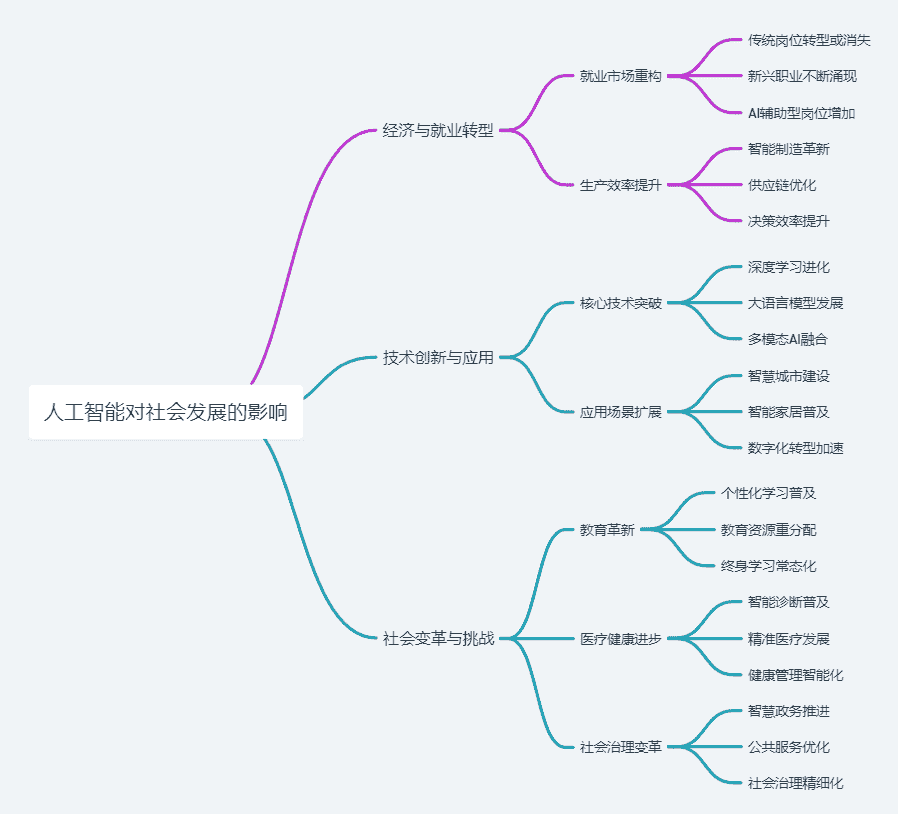 人工智能对社会发展的影响
经济与就业转型
就业市场重构
传统岗位转型或消失
新兴职业不断涌现
AI辅助型岗位增加
生产效率提升
智能制造革新
供应链优化
决策效率提升
技术创新与应用
核心技术突破
深度学习进化
大语言模型发展
多模态AI融合
应用场景扩展
智慧城市建设
智能家居普及
数字化转型加速
社会变革与挑战
教育革新
个性化学习普及
教育资源重分配
终身学习常态化
医疗健康进步
智能诊断普及
精准医疗发展
健康管理智能化
社会治理变革
智慧政务推进
公共服务优化
社会治理精细化